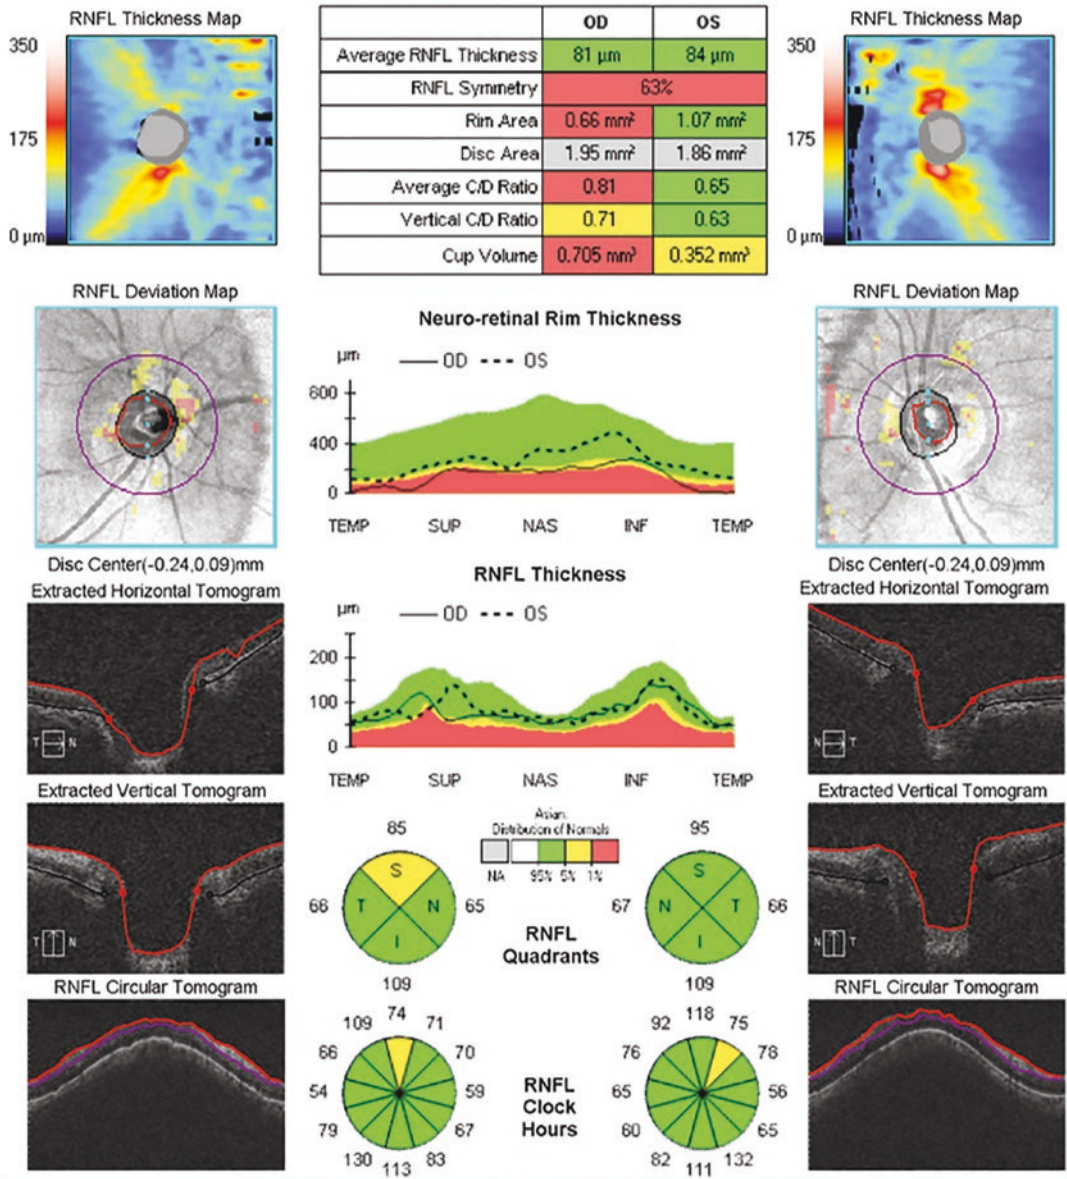 RNFL Thickness Map
350
175
0 µm
OD OS
Average RNFL Thickness 81 µm 84 µm
RNFL Symmetry 63%
Rim Area 0.66 mm² 1.07 mm²
Disc Area 1.95 mm² 1.86 mm²
Average C/D Ratio 0.81 0.65
Vertical C/D Ratio 0.71 0.63
Cup Volume 0.705 mm³ 0.352 mm³
RNFL Thickness Map
350
175
0 µm
RNFL Deviation Map
Disc Center(-0.24,0.09)mm
Neuro-retinal Rim Thickness
µm OD OS
600
400
200
0
TEMP SUP NAS INF TEMP
RNFL Deviation Map
Disc Center(-0.24,0.09)mm
Extracted Horizontal Tomogram
T N
RNFL Thickness
µm OD OS
200
100
0
TEMP SUP NAS INF TEMP
Extracted Horizontal Tomogram
N T
Extracted Vertical Tomogram
T N
Asian:
Distribution of Normals
NA 95% 5% 1%
85
66 T S N I 65
109
RNFL
Quadrants
95
67 N S T I 66
109
Extracted Vertical Tomogram
N T
RNFL Circular Tomogram
109 74 71
66 70
54 59
79 67
130 113 83
RNFL
Clock
Hours
92 118 75
76 78
65 56
60 65
82 111 132
RNFL Circular Tomogram